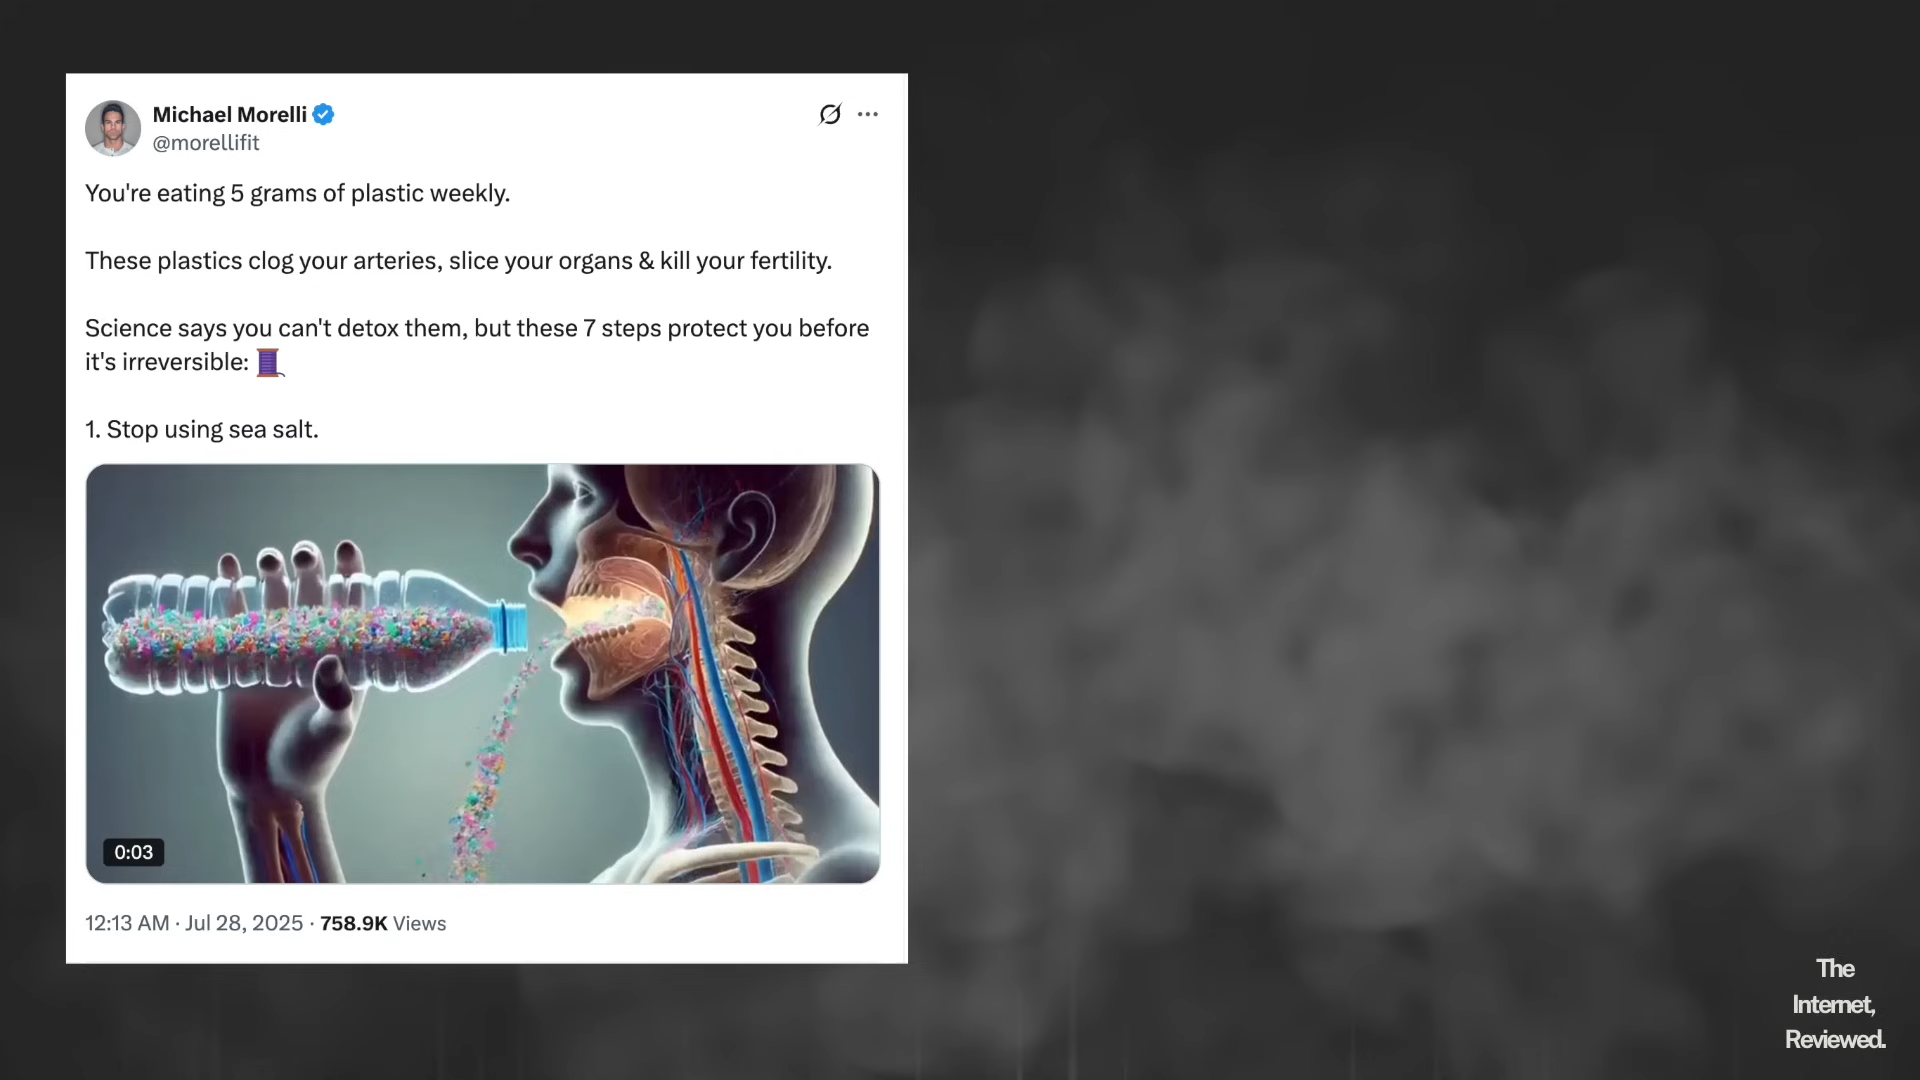 Michael Morelli
@morellifit
You're eating 5 grams of plastic weekly.
These plastics clog your arteries, slice your organs & kill your fertility.
Science says you can't detox them, but these 7 steps protect you before
it's irreversible: 🧵
1. Stop using sea salt.
0:03
12:13 AM · Jul 28, 2025 · 758.9K Views
The
Internet,
Reviewed.